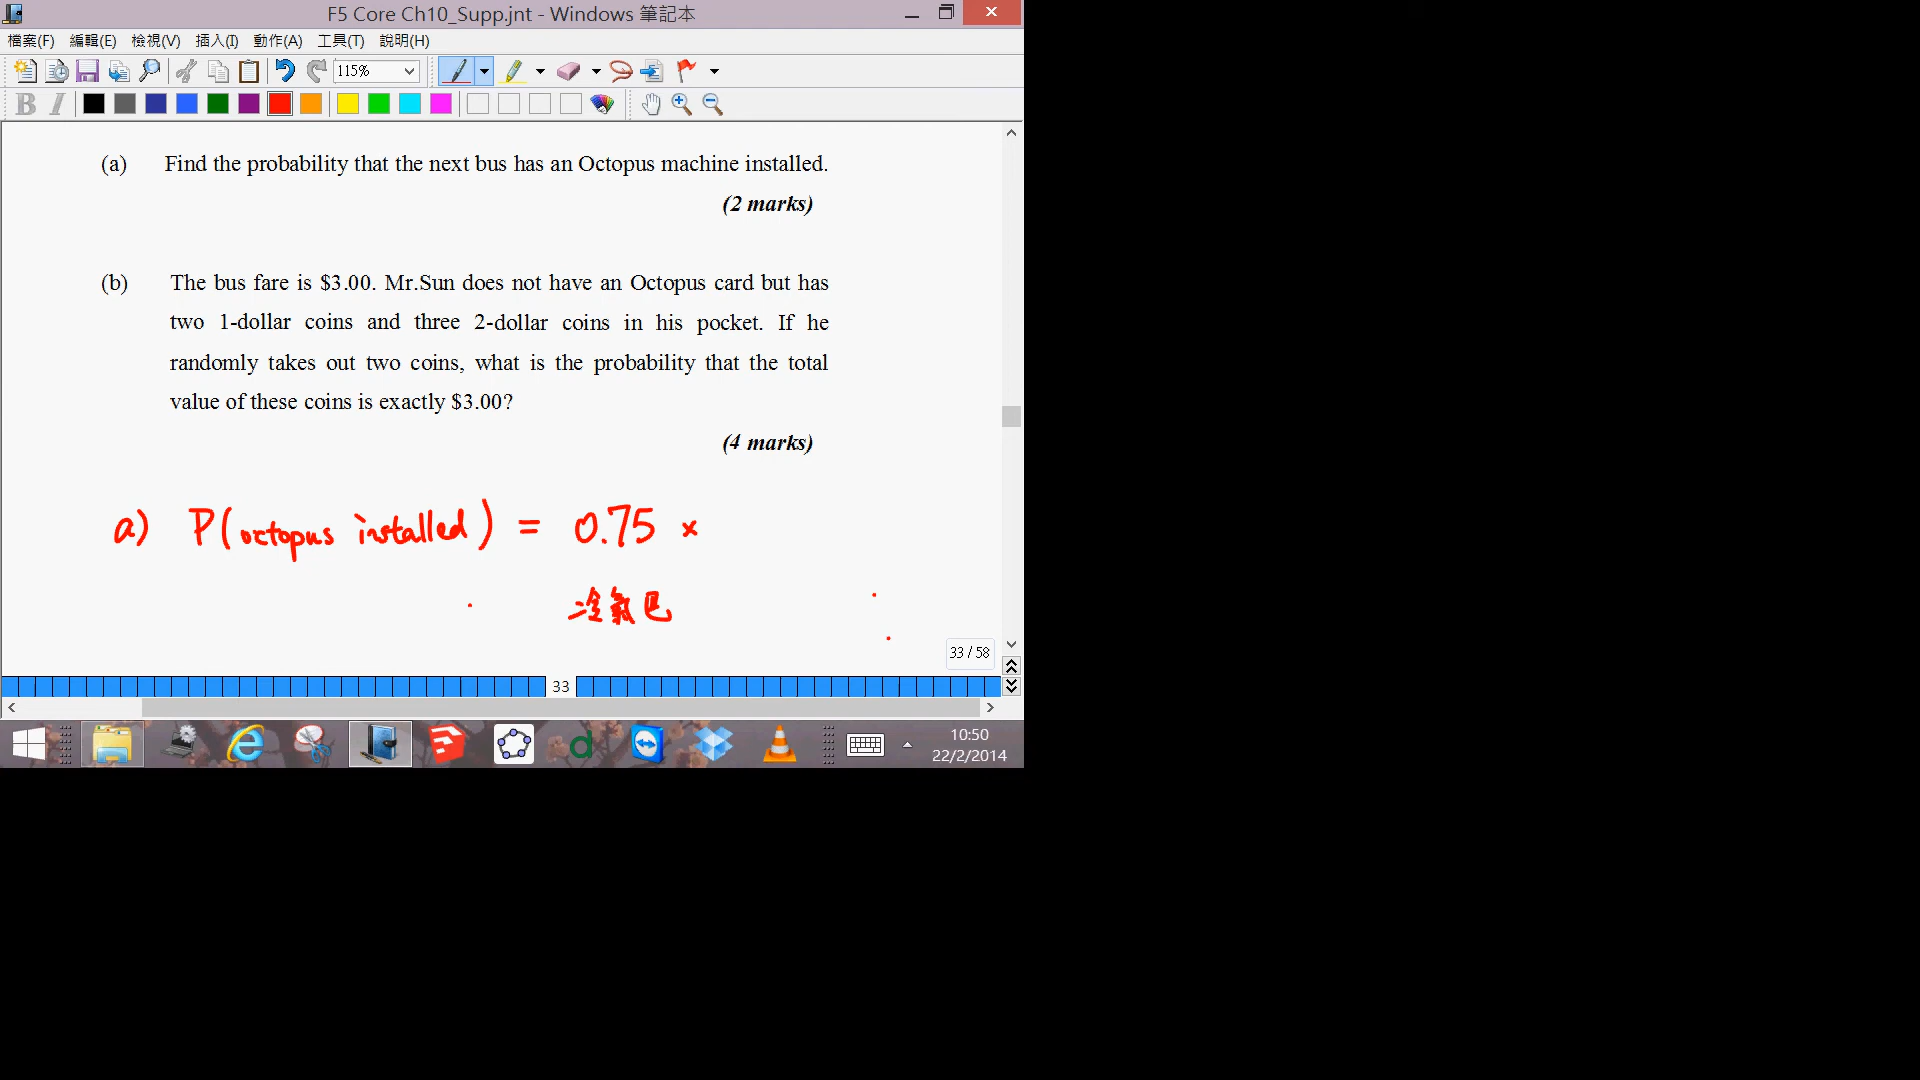 F5 Core Ch10_Supp.jnt - Windows 筆記本
檔案(F) 編輯(E) 檢視(V) 插入(I) 動作(A) 工具(T) 說明(H)
115%
B I
(a) Find the probability that the next bus has an Octopus machine installed.
(2 marks)
(b) The bus fare is $3.00. Mr.Sun does not have an Octopus card but has
two 1-dollar coins and three 2-dollar coins in his pocket. If he
randomly takes out two coins, what is the probability that the total
value of these coins is exactly $3.00?
(4 marks)
a) P(octopus installed) = 0.75 ×
冷氣巴
33 / 58
33
d
10:50
22/2/2014